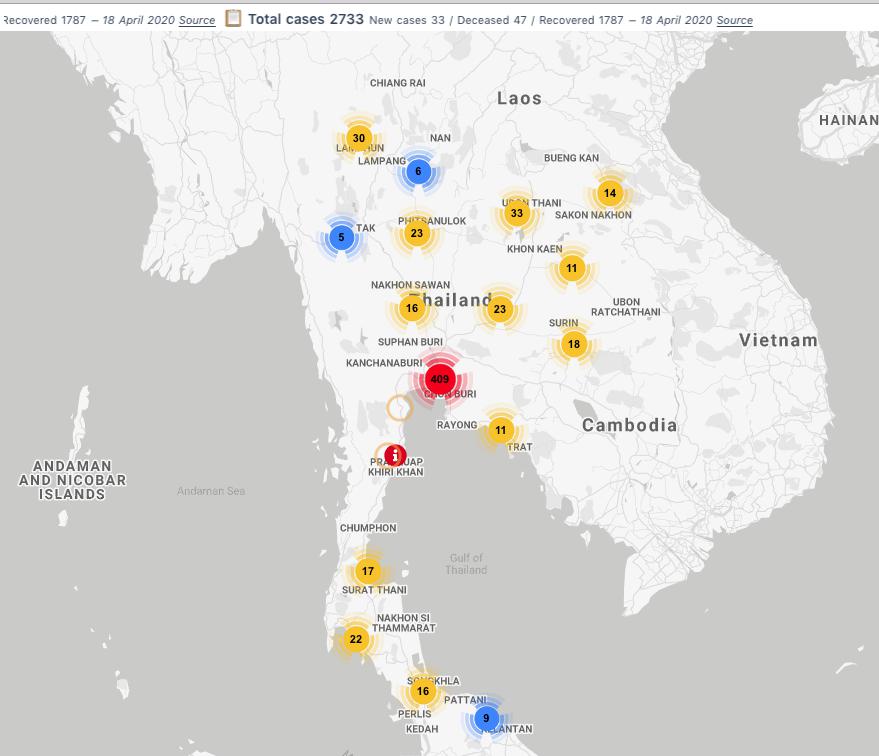 Recovered 1787 – 18 April 2020 Source Total cases 2733 New cases 33 / Deceased 47 / Recovered 1787 – 18 April 2020 Source
CHIANG RAI
Laos
HAINAN
30
NAN
LAMPANG
6
BUENG KAN
14
UDON THANI
33
SAKON NAKHON
PHITSANULOK
TAK
23
5
KHON KAEN
11
NAKHON SAWAN
Thailand
16
23
UBON
RATCHATHANI
SURIN
18
SUPHAN BURI
Vietnam
KANCHANABURI
409
CHON BURI
RAYONG
11
Cambodia
TRAT
PRACHUAP
KHIRI KHAN
i
ANDAMAN
AND NICOBAR
ISLANDS
Andaman Sea
CHUMPHON
Gulf of
Thailand
17
SURAT THANI
NAKHON SI
THAMMARAT
22
SONGKHLA
16
PATTANI
PERLIS
9
KEDAH
KELANTAN